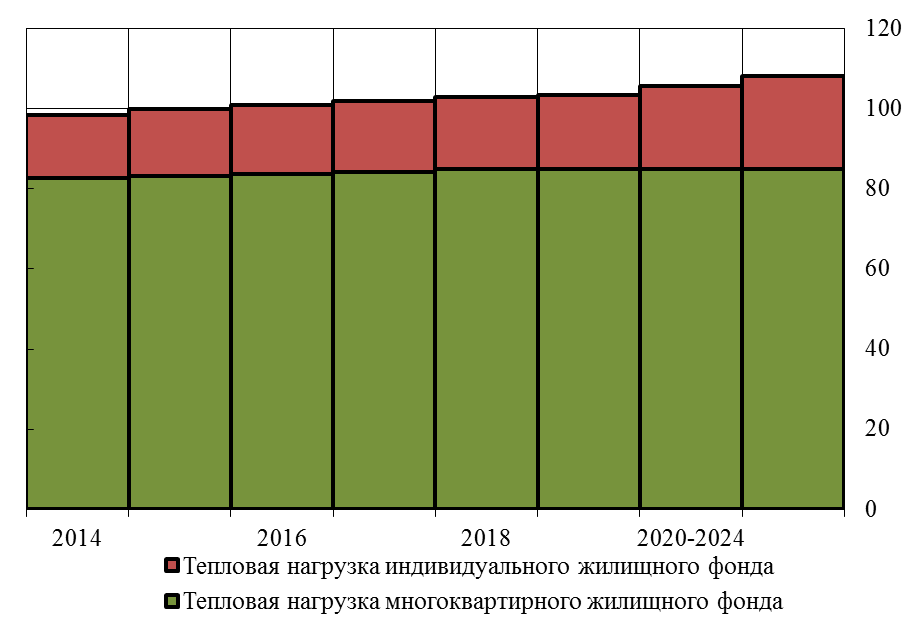 120
100
80
60
40
20
0
2014 2016 2018 2020-2024
Тепловая нагрузка индивидуального жилищного фонда
Тепловая нагрузка многоквартирного жилищного фонда